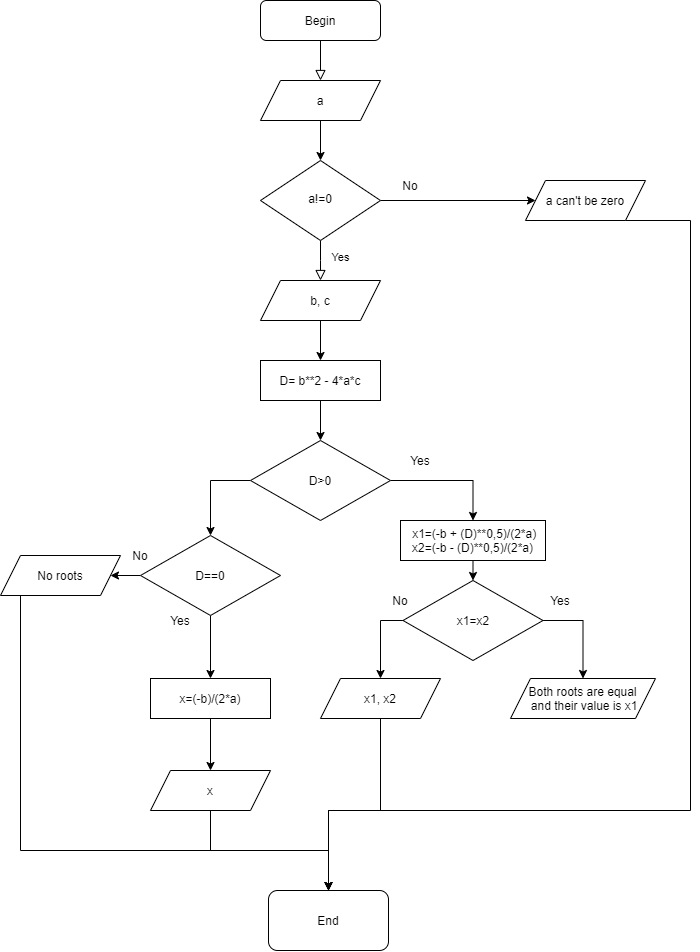 Begin
a
a!=0
No
a can't be zero
Yes
b, c
D= b**2 - 4*a*c
D>0
Yes
x1=(-b + (D)**0,5)/(2*a)
x2=(-b - (D)**0,5)/(2*a)
No
No roots
D==0
Yes
No
x1=x2
Yes
x=(-b)/(2*a)
x1, x2
Both roots are equal
and their value is x1
x
End